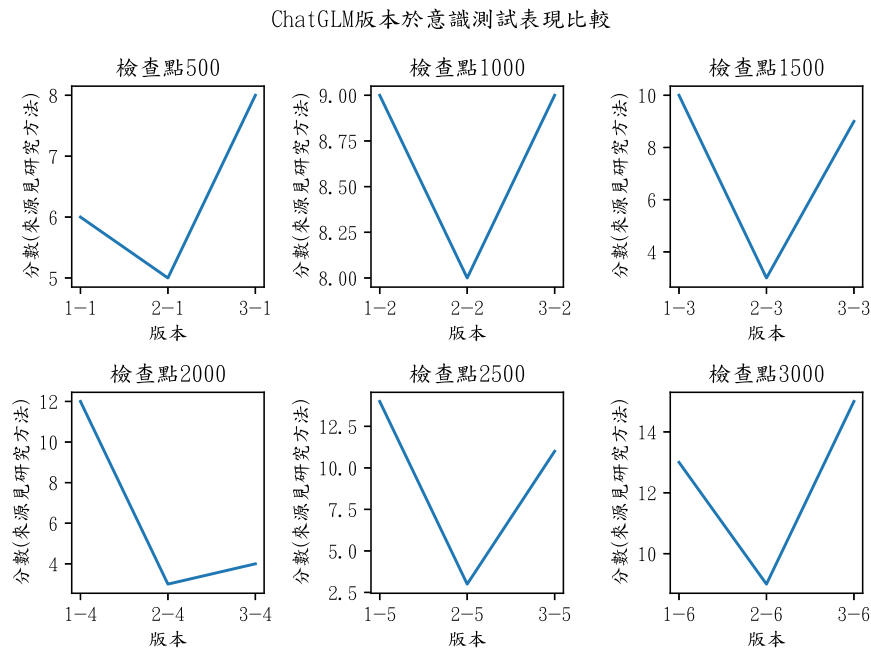 ChatGLM版本於意識測試表現比較
檢查點500
分數(來源見研究方法)
8
7
6
5
1-1 2-1 3-1
版本
檢查點1000
分數(來源見研究方法)
9.00
8.75
8.50
8.25
8.00
1-2 2-2 3-2
版本
檢查點1500
分數(來源見研究方法)
10
8
6
4
1-3 2-3 3-3
版本
檢查點2000
分數(來源見研究方法)
12
10
8
6
4
1-4 2-4 3-4
版本
檢查點2500
分數(來源見研究方法)
12.5
10.0
7.5
5.0
2.5
1-5 2-5 3-5
版本
檢查點3000
分數(來源見研究方法)
14
12
10
1-6 2-6 3-6
版本